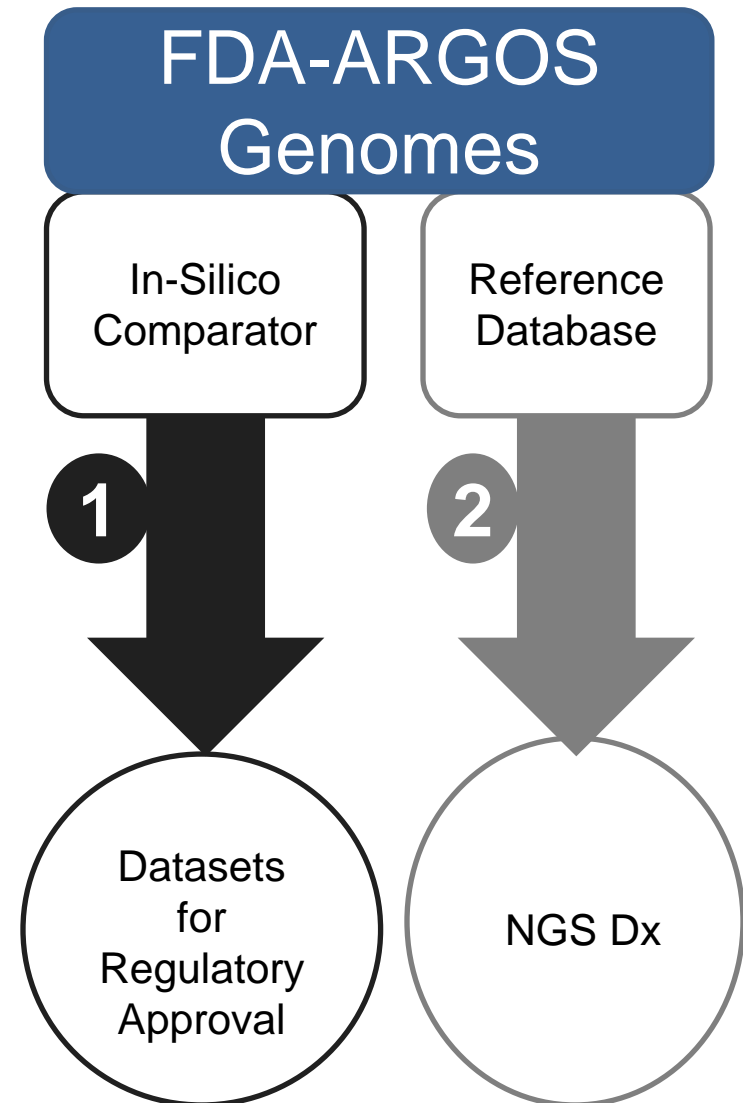 FDA-ARGOS
Genomes
In-Silico
Comparator
Reference
Database
1
2
Datasets
for
Regulatory
Approval
NGS Dx